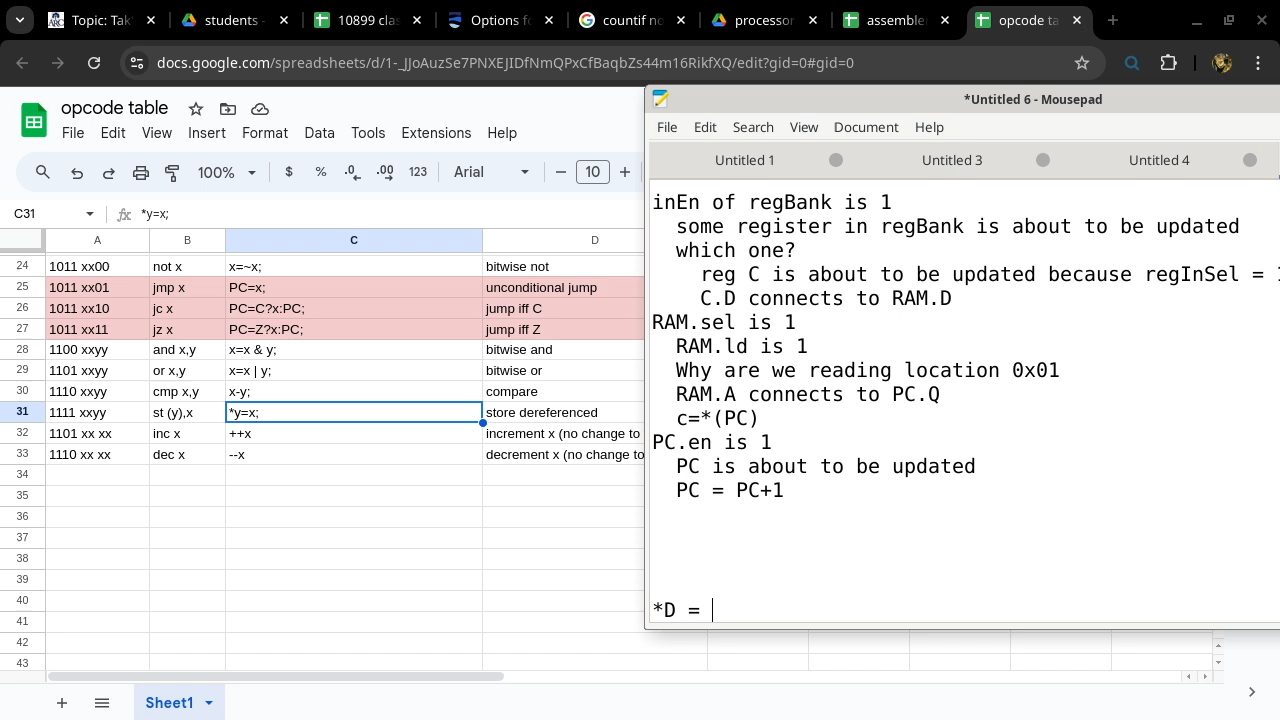 Topic: Tak
students -
10899 clas
Options fo
countif no
processor
assemble
opcode ta
docs.google.com/spreadsheets/d/1-_JJoAuzSe7PNXEJIDfNmQPxCfBaqbZs44m16RikfXQ/edit?gid=0#gid=0
opcode table
File Edit View Insert Format Data Tools Extensions Help
100% $ % .0 .00 123 Arial 10
C31 *y=x;
A B C D
24 1011 xx00 not x x=~x; bitwise not
25 1011 xx01 jmp x PC=x; unconditional jump
26 1011 xx10 jc x PC=C?x:PC; jump iff C
27 1011 xx11 jz x PC=Z?x:PC; jump iff Z
28 1100 xxyy and x,y x=x & y; bitwise and
29 1101 xxyy or x,y x=x | y; bitwise or
30 1110 xxyy cmp x,y x-y; compare
31 1111 xxyy st (y),x *y=x; store dereferenced
32 1101 xx xx inc x ++x increment x (no change to
33 1110 xx xx dec x --x decrement x (no change to
34
35
36
37
38
39
40
41
42
43
Sheet1
*Untitled 6 - Mousepad
File Edit Search View Document Help
Untitled 1 Untitled 3 Untitled 4
inEn of regBank is 1
some register in regBank is about to be updated
which one?
reg C is about to be updated because regInSel =
C.D connects to RAM.D
RAM.sel is 1
RAM.ld is 1
Why are we reading location 0x01
RAM.A connects to PC.Q
c=*(PC)
PC.en is 1
PC is about to be updated
PC = PC+1
*D =